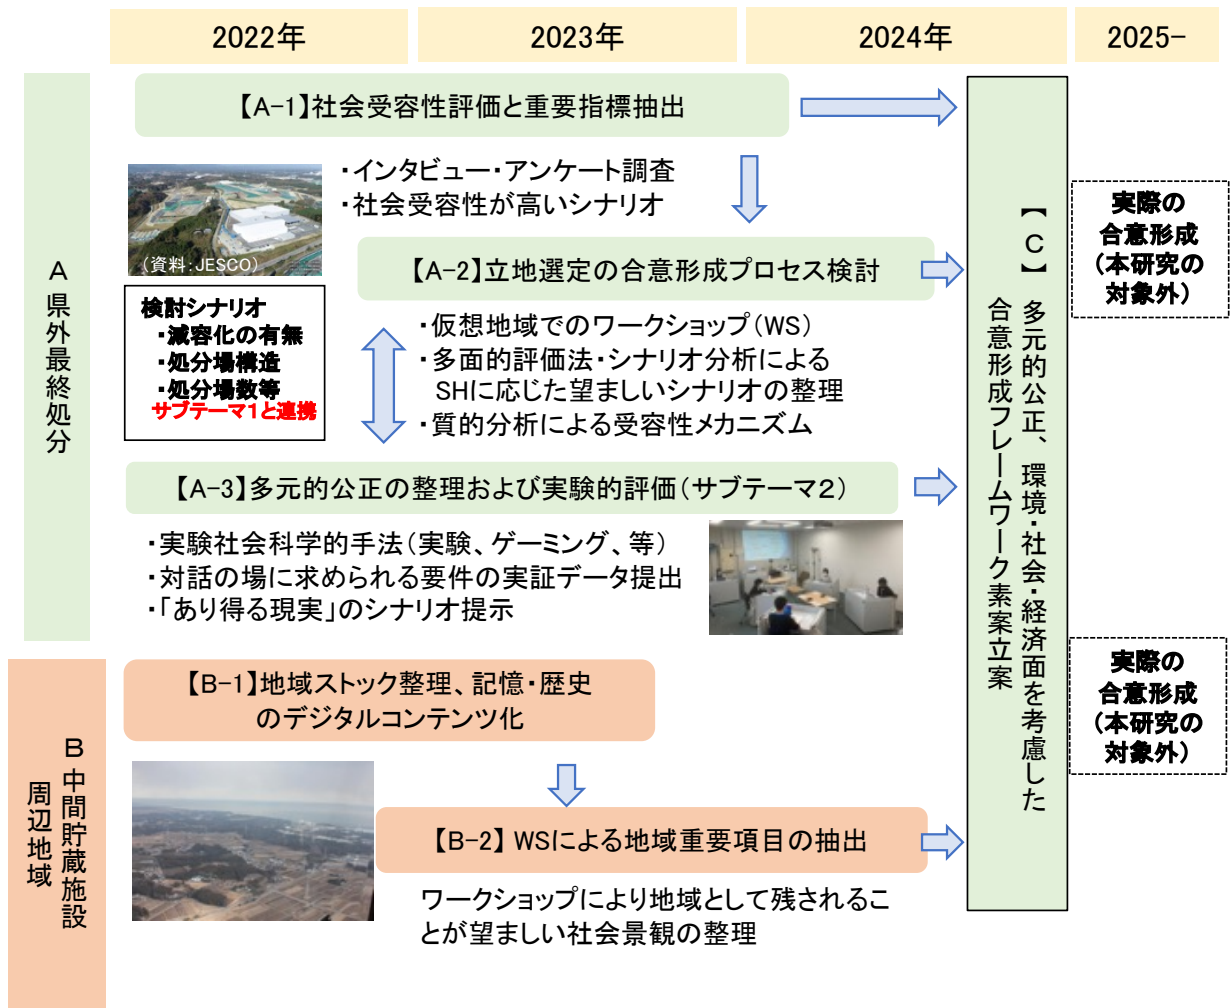 2022年
2023年
2024年
2025-
A 県外最終処分
【A-1】社会受容性評価と重要指標抽出
・インタビュー・アンケート調査
・社会受容性が高いシナリオ
（資料：JESCO）
検討シナリオ
・減容化の有無
・処分場構造
・処分場数等
サブテーマ1と連携
【A-2】立地選定の合意形成プロセス検討
・仮想地域でのワークショップ（WS）
・多面的評価法・シナリオ分析による
SHに応じた望ましいシナリオの整理
・質的分析による受容性メカニズム
【A-3】多元的公正の整理および実験的評価（サブテーマ２）
・実験社会科学的手法（実験、ゲーミング、等）
・対話の場に求められる要件の実証データ提出
・「あり得る現実」のシナリオ提示
B 中間貯蔵施設
周辺地域
【B-1】地域ストック整理、記憶・歴史
のデジタルコンテンツ化
【B-2】WSによる地域重要項目の抽出
ワークショップにより地域として残されるこ
とが望ましい社会景観の整理
【C】多元的公正、環境・社会・経済面を考慮した
合意形成フレームワーク素案立案
実際の
合意形成
（本研究の
対象外）
実際の
合意形成
（本研究の
対象外）